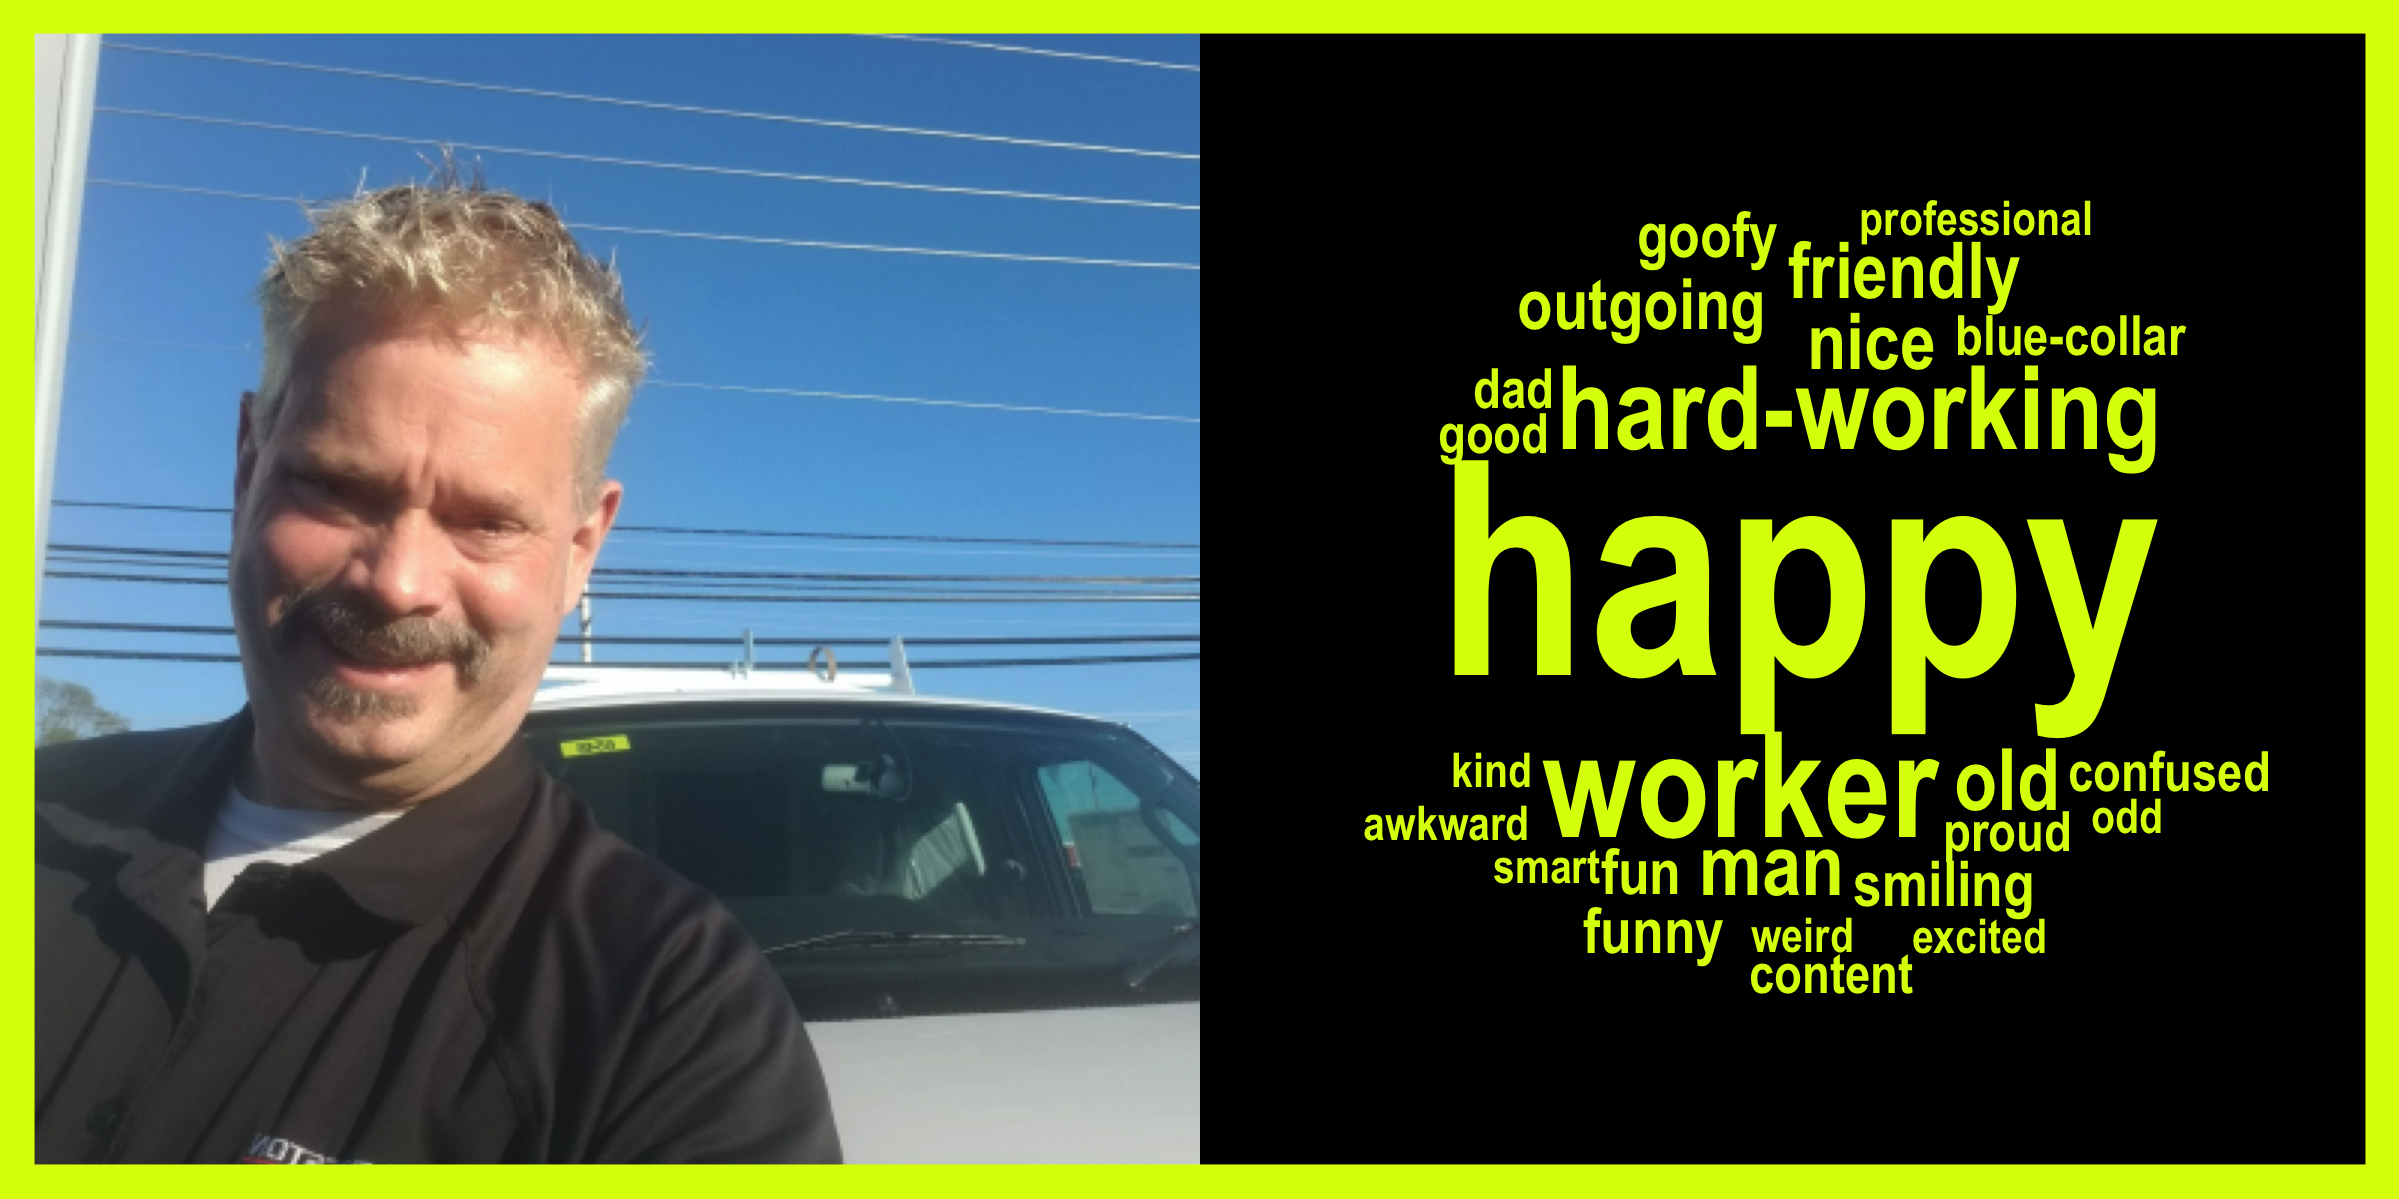 professional
goofy
friendly
outgoing
nice
blue-collar
dad
hard-working
good
happy
kind
worker
old
confused
awkward
proud
odd
smart
fun
man
smiling
funny
weird
excited
content